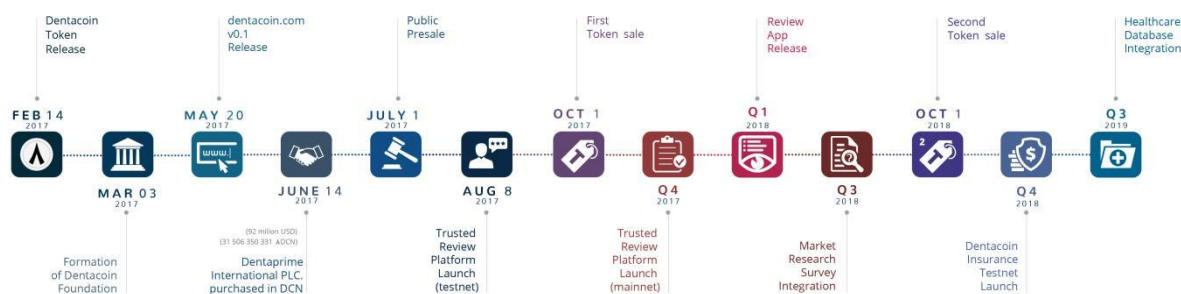 Dentacoin
Token
Release
FEB 14
2017
MAR 03
2017
Formation
of Dentacoin
Foundation
dentacoin.com
v0.1
Release
MAY 20
2017
www.
JUNE 14
2017
(92 milion USD)
(31 506 350 331 ADCN)
Dentaprime
International PLC.
purchased in DCN
Public
Presale
JULY 1
2017
AUG 8
2017
Trusted
Review
Platform
Launch
(testnet)
First
Token sale
OCT 1
2017
T
Q4
2017
Trusted
Review
Platform
Launch
(mainnet)
Review
App
Release
Q1
2018
Q3
2018
Market
Research
Survey
Integration
Second
Token sale
OCT 1
2018
2
T
Q4
2018
$
Dentacoin
Insurance
Testnet
Launch
Healthcare
Database
Integration
Q3
2019